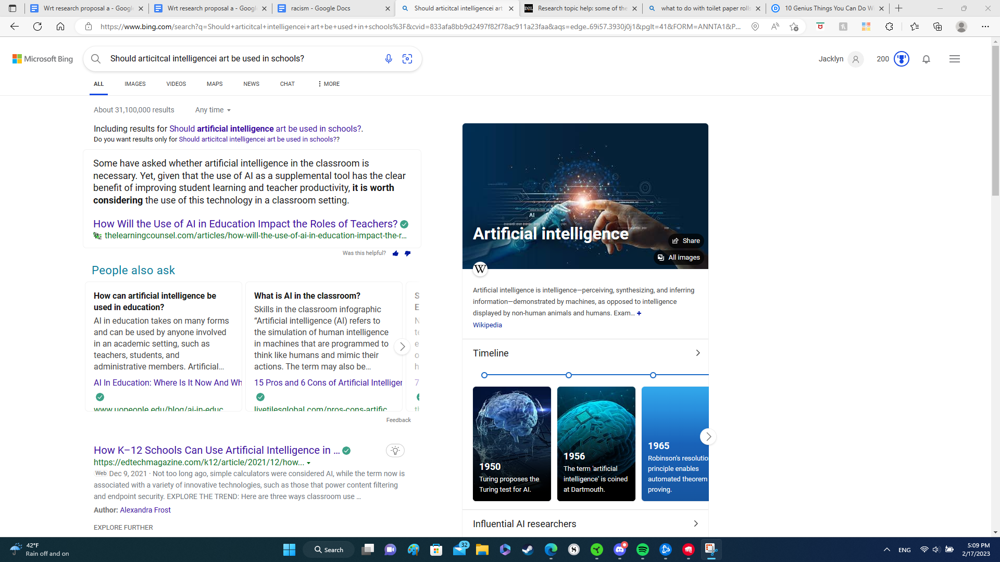 Wrt research proposal a - Google
Wrt research proposal a - Google
racism - Google Docs
Should articitcal intelligencei art
D2L
Research topic help: some of the
what to do with toilet paper rolls
10 Genius Things You Can Do W
https://www.bing.com/search?q=Should+articitcal+intelligencei+art+be+used+in+schools%3F&cvid=833afa8bb9d2497f82f78ac911a23faa&aqs=edge..69i57.3930j0j1&pglt=41&FORM=ANNTA1&P...
Microsoft Bing
Should articitcal intelligencei art be used in schools?
Jacklyn
200
ALL
IMAGES
VIDEOS
MAPS
NEWS
CHAT
MORE
About 31,100,000 results
Any time
Including results for Should artificial intelligence art be used in schools?.
Do you want results only for Should articitcal intelligencei art be used in schools??
Some have asked whether artificial intelligence in the classroom is
necessary. Yet, given that the use of AI as a supplemental tool has the clear
benefit of improving student learning and teacher productivity, it is worth
considering the use of this technology in a classroom setting.
How Will the Use of AI in Education Impact the Roles of Teachers?
thelearningcounsel.com/articles/how-will-the-use-of-ai-in-education-impact-the-r...
Was this helpful?
People also ask
How can artificial intelligence be
used in education?
AI in education takes on many forms
and can be used by anyone involved
in an academic setting, such as
teachers, students, and
administrative members. Artificial...
AI In Education: Where Is It Now And Wh
www.uopeople.edu/blog/ai-in-educ
What is AI in the classroom?
Skills in the classroom infographic
“Artificial intelligence (AI) refers to
the simulation of human intelligence
in machines that are programmed to
think like humans and mimic their
actions. The term may also be...
15 Pros and 6 Cons of Artificial Intelliger
livetilesglobal.com/pros-cons-artific
S
E
N
te
e
o
h
7
th
Feedback
How K–12 Schools Can Use Artificial Intelligence in ...
https://edtechmagazine.com/k12/article/2021/12/how...
Web Dec 9, 2021 · Not too long ago, simple calculators were considered AI, while the term now is
associated with a variety of innovative technologies, such as those that power content filtering
and endpoint security. EXPLORE THE TREND: Here are three ways classroom use ...
Author: Alexandra Frost
EXPLORE FURTHER
AI
Artificial intelligence
Share
All images
W
Artificial intelligence is intelligence—perceiving, synthesizing, and inferring
information—demonstrated by machines, as opposed to intelligence
displayed by non-human animals and humans. Exam... +
Wikipedia
Timeline
1950
Turing proposes the
Turing test for AI.
1956
The term 'artificial
intelligence' is coined
at Dartmouth.
1965
Robinson's resolutio
principle enables
automated theorem
proving.
Influential AI researchers
42°F
Rain off and on
Search
32
ENG
5:09 PM
2/17/2023